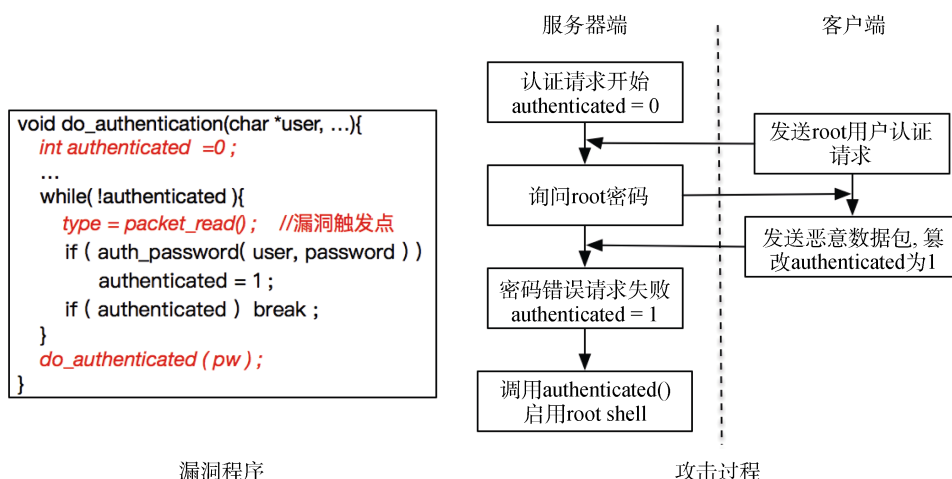 void do_authentication(char *user, …){
int authenticated =0 ;
…
while( !authenticated ){
type = packet_read() ; //漏洞触发点
if ( auth_password( user, password ) )
authenticated = 1 ;
if ( authenticated ) break ;
}
do_authenticated ( pw ) ;
}
漏洞程序
服务器端
客户端
认证请求开始
authenticated = 0
发送root用户认证
请求
询问root密码
发送恶意数据包, 篡
改authenticated为1
密码错误请求失败
authenticated = 1
调用authenticated()
启用root shell
攻击过程